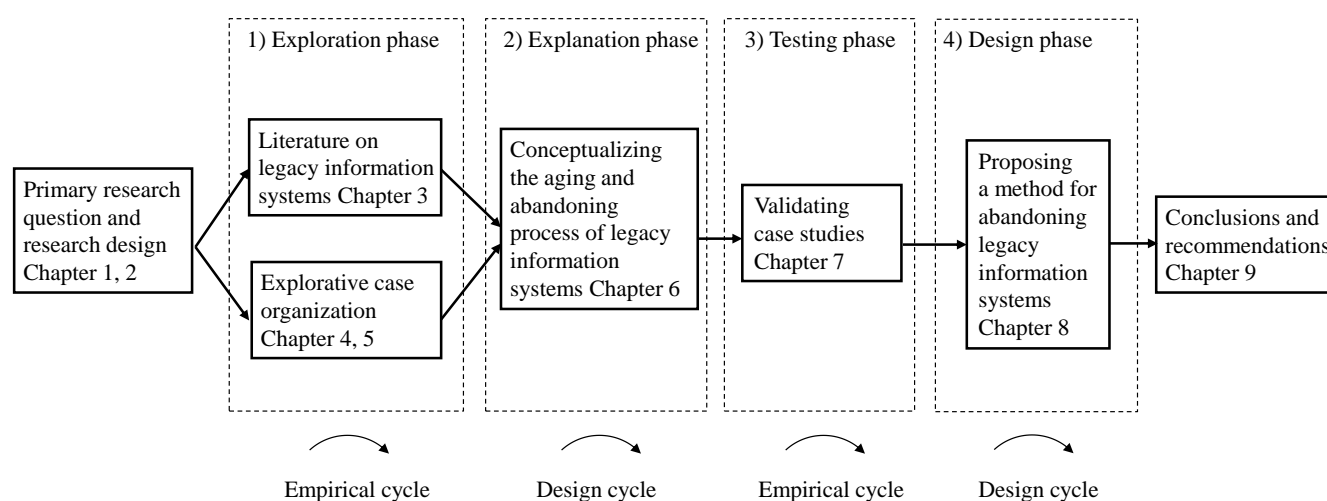 1) Exploration phase
2) Explanation phase
3) Testing phase
4) Design phase
Primary research
question and
research design
Chapter 1, 2
Literature on
legacy information
systems Chapter 3
Explorative case
organization
Chapter 4, 5
Conceptualizing
the aging and
abandoning
process of legacy
information
systems Chapter 6
Validating
case studies
Chapter 7
Proposing
a method for
abandoning
legacy
information
systems
Chapter 8
Conclusions and
recommendations
Chapter 9
Empirical cycle
Design cycle
Empirical cycle
Design cycle